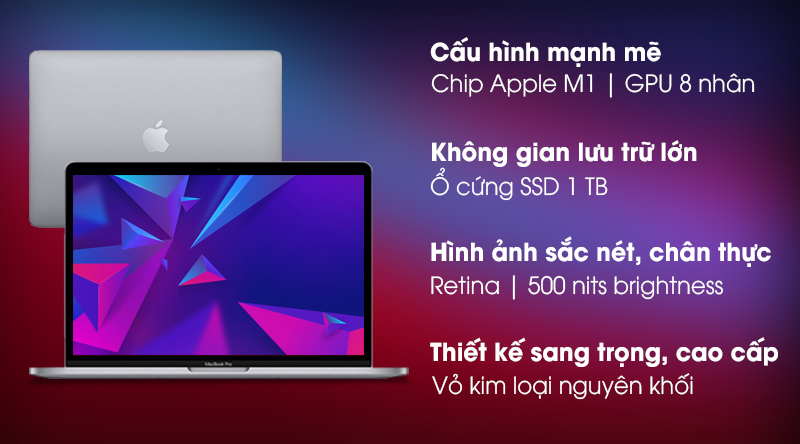 Cấu hình mạnh mẽ
Chip Apple M1 | GPU 8 nhân
Không gian lưu trữ lớn
Ổ cứng SSD 1 TB
Hình ảnh sắc nét, chân thực
Retina | 500 nits brightness
Thiết kế sang trọng, cao cấp
Vỏ kim loại nguyên khối
MacBook Pro